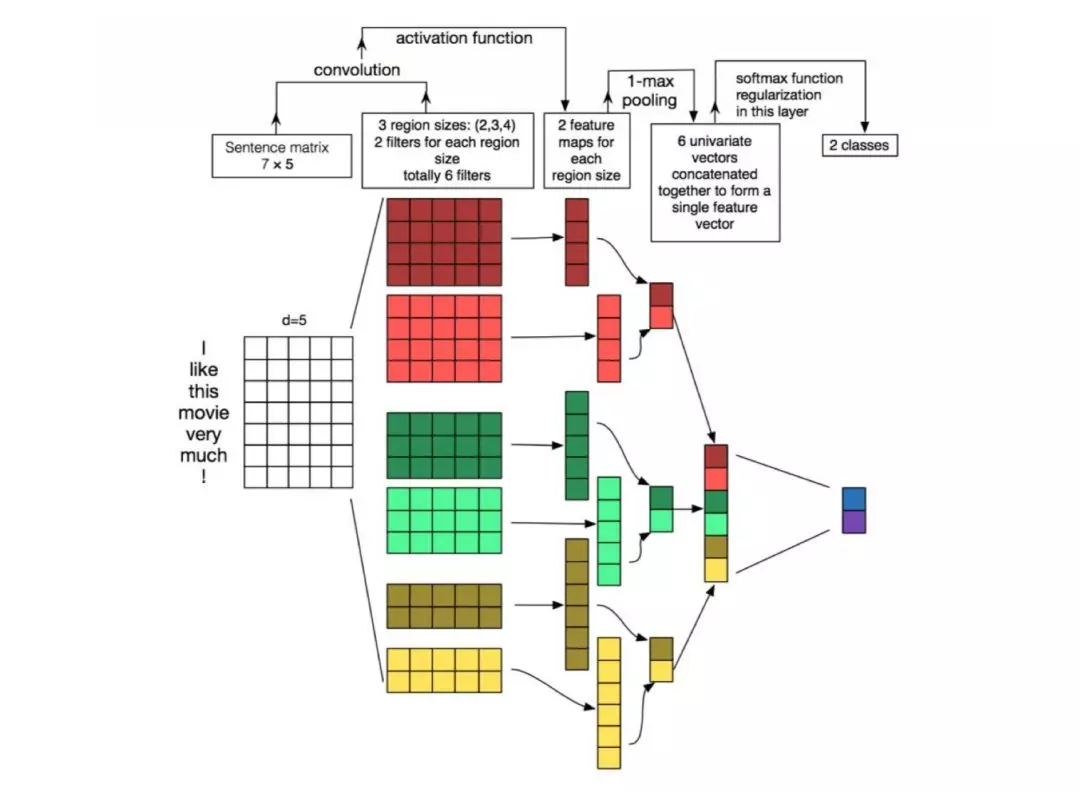 activation function
convolution
1-max
pooling
softmax function
regularization
in this layer
Sentence matrix
7 × 5
3 region sizes: (2,3,4)
2 filters for each region
size
totally 6 filters
2 feature
maps for
each
region size
6 univariate
vectors
concatenated
together to form a
single feature
vector
2 classes
d=5
I
like
this
movie
very
much
!